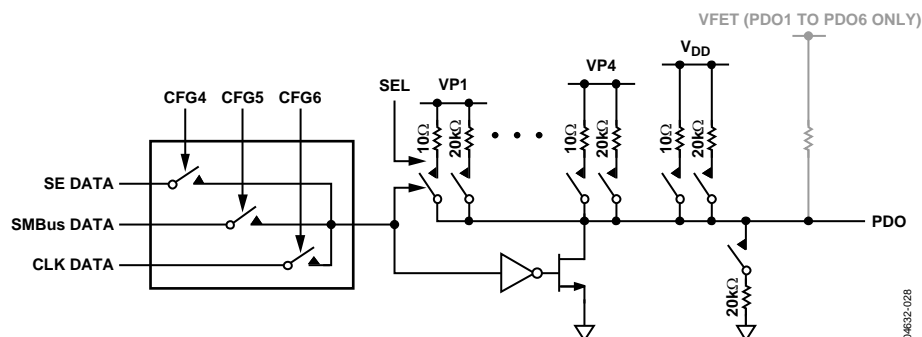 VFET (PDO1 TO PDO6 ONLY)
VDD
VP4
VP1
SEL
CFG4 CFG5 CFG6
10Ω
20kΩ
10Ω
20kΩ
10Ω
20kΩ
SE DATA
SMBus DATA
CLK DATA
PDO
20kΩ
04632-028